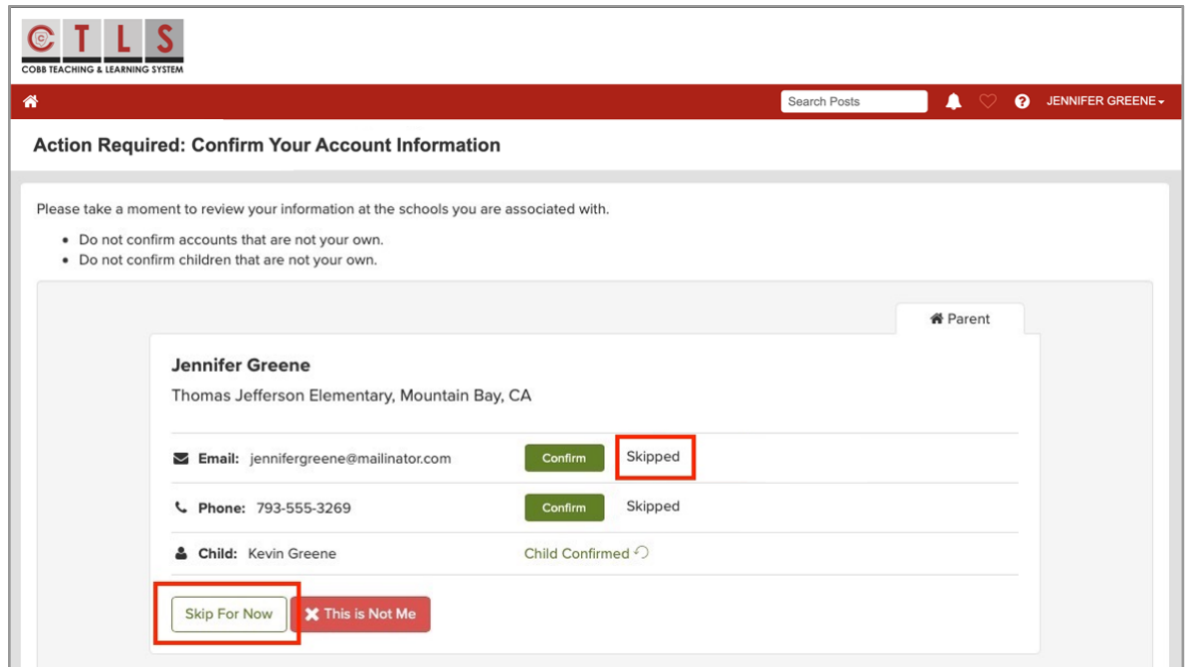 C T L S
COBB TEACHING & LEARNING SYSTEM
Search Posts
JENNIFER GREENE
Action Required: Confirm Your Account Information
Please take a moment to review your information at the schools you are associated with.
• Do not confirm accounts that are not your own.
• Do not confirm children that are not your own.
Parent
Jennifer Greene
Thomas Jefferson Elementary, Mountain Bay, CA
Email: jennifergreene@mailinator.com Confirm Skipped
Phone: 793-555-3269 Confirm Skipped
Child: Kevin Greene Child Confirmed
Skip For Now This is Not Me